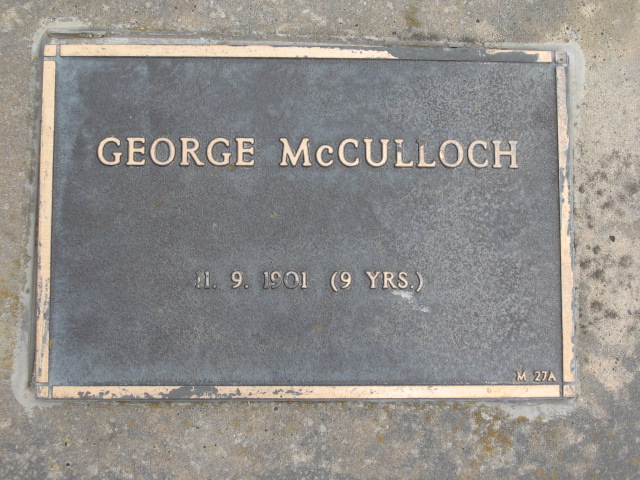 GEORGE McCULLOCH
11. 9. 1901 (9 YRS.)
M 27A